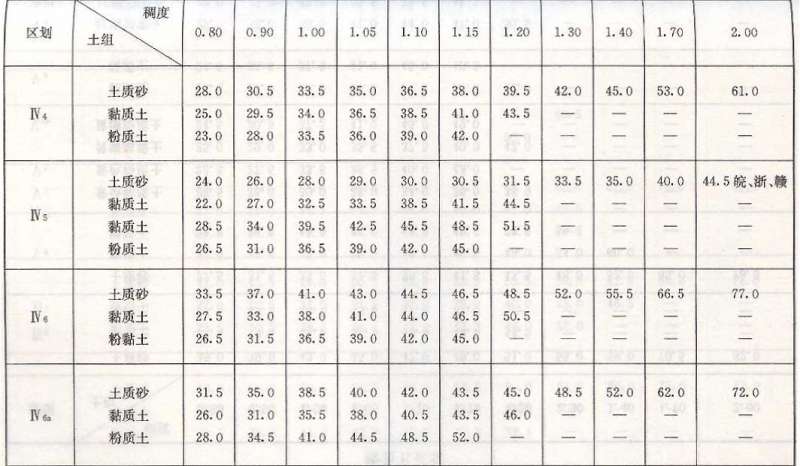 区划 稠度 土组 0.80 0.90 1.00 1.05 1.10 1.15 1.20 1.30 1.40 1.70 2.00
土质砂 28.0 30.5 33.5 35.0 36.5 38.0 39.5 42.0 45.0 53.0 61.0
Ⅳ4 黏质土 25.0 29.5 34.0 36.5 38.5 41.0 43.5 — — — —
粉质土 23.0 28.0 33.5 36.0 39.0 42.0 — — — — —
土质砂 24.0 26.0 28.0 29.0 30.0 30.5 31.5 33.5 35.0 40.0 44.5皖、浙、赣
Ⅳ5 黏质土 22.0 27.0 32.5 33.5 38.5 41.5 44.5 — — — —
黏质土 28.5 34.0 39.5 42.5 45.5 48.5 51.5 — — — —
粉质土 26.5 31.0 36.5 39.0 42.0 45.0 — — — — —
土质砂 33.5 37.0 41.0 43.0 44.5 46.5 48.5 52.0 55.5 66.5 77.0
Ⅳ6 黏质土 27.5 33.0 38.0 41.0 44.0 46.5 50.5 — — — —
粉黏土 26.5 31.5 36.5 39.0 42.0 45.0 — — — — —
土质砂 31.5 35.0 38.5 40.0 42.0 43.5 45.0 48.5 52.0 62.0 72.0
Ⅳ6a 黏质土 26.0 31.0 35.5 38.0 40.5 43.5 46.0 — — — —
粉质土 28.0 34.5 41.0 44.5 48.5 52.0 — — — — —